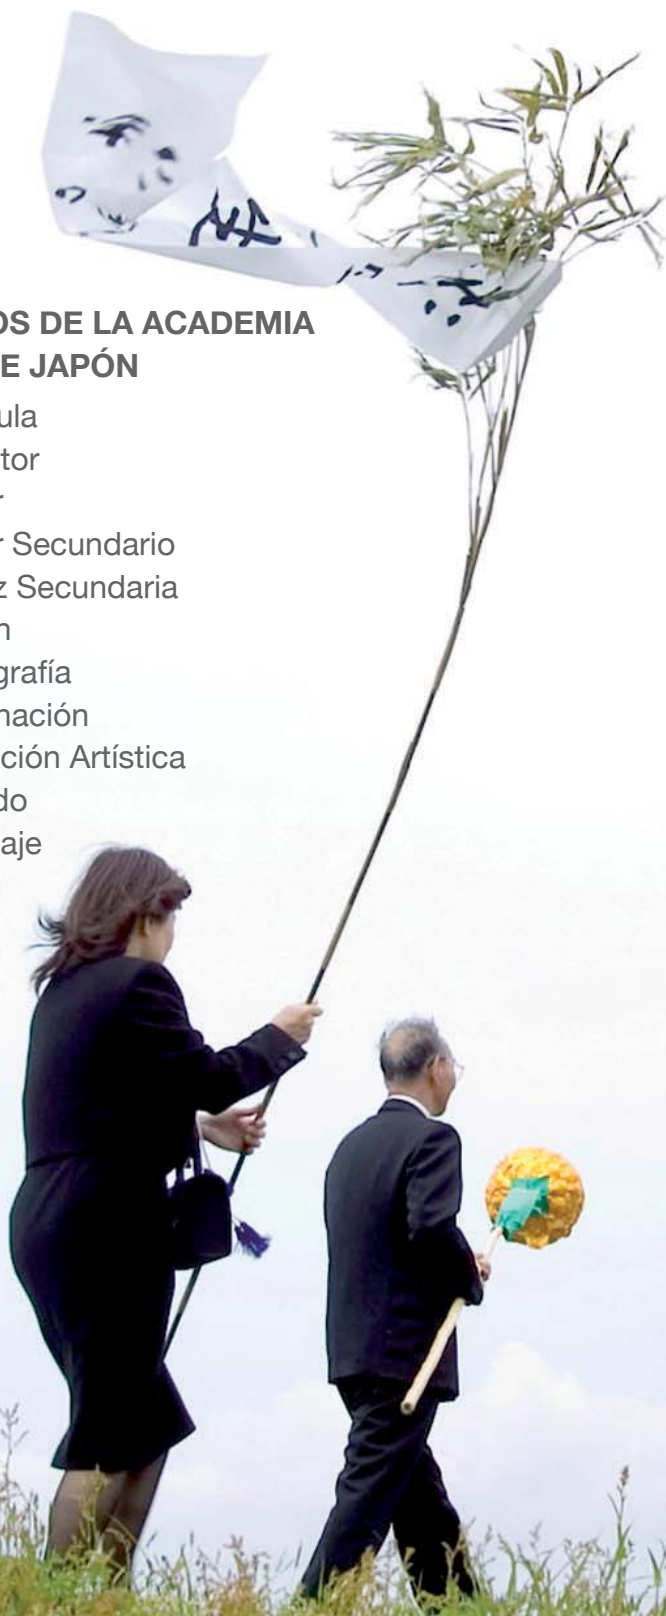 OS DE LA ACADEMIA
E JAPÓN
ula
tor
r
r Secundario
z Secundaria
n
grafía
nación
ción Artística
do
aje